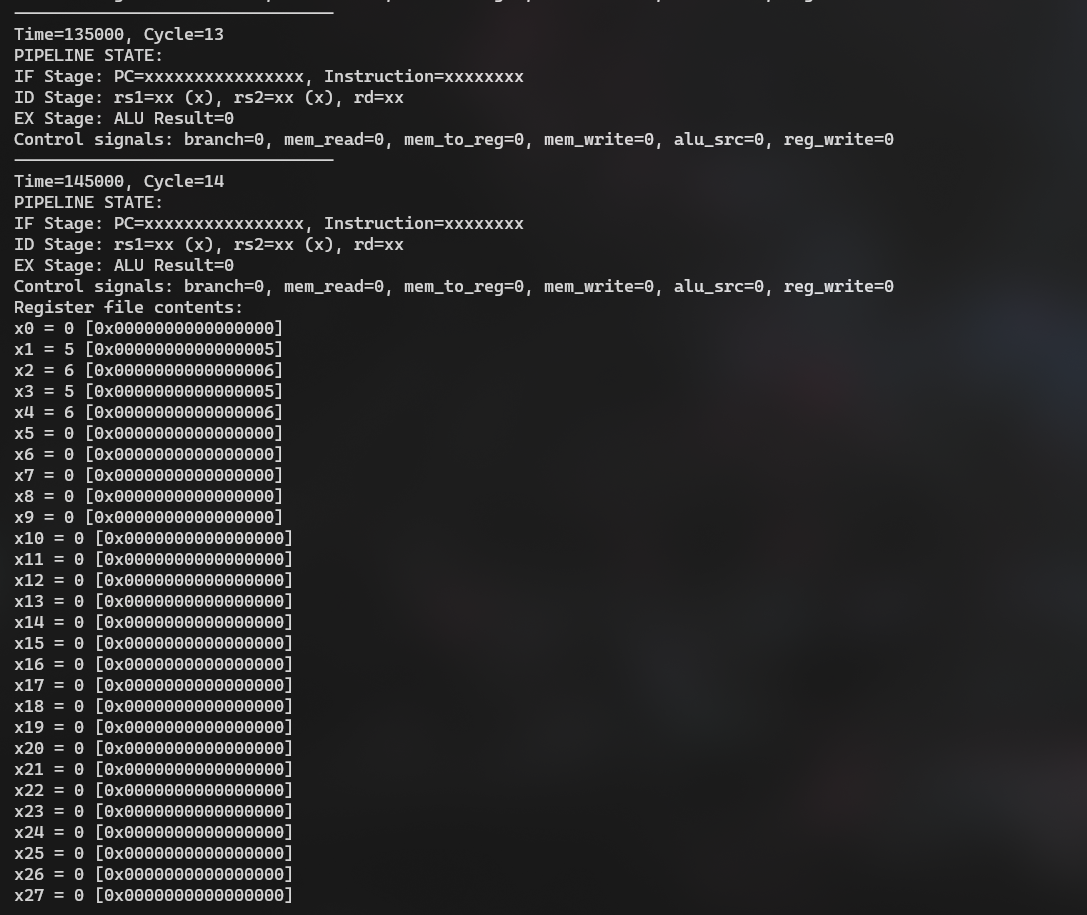 Time=135000, Cycle=13
PIPELINE STATE:
IF Stage: PC=xxxxxxxxxxxxxxxx, Instruction=xxxxxxxx
ID Stage: rs1=xx (x), rs2=xx (x), rd=xx
EX Stage: ALU Result=0
Control signals: branch=0, mem_read=0, mem_to_reg=0, mem_write=0, alu_src=0, reg_write=0
Time=145000, Cycle=14
PIPELINE STATE:
IF Stage: PC=xxxxxxxxxxxxxxxx, Instruction=xxxxxxxx
ID Stage: rs1=xx (x), rs2=xx (x), rd=xx
EX Stage: ALU Result=0
Control signals: branch=0, mem_read=0, mem_to_reg=0, mem_write=0, alu_src=0, reg_write=0
Register file contents:
x0 = 0 [0x0000000000000000]
x1 = 5 [0x0000000000000005]
x2 = 6 [0x0000000000000006]
x3 = 5 [0x0000000000000005]
x4 = 6 [0x0000000000000006]
x5 = 0 [0x0000000000000000]
x6 = 0 [0x0000000000000000]
x7 = 0 [0x0000000000000000]
x8 = 0 [0x0000000000000000]
x9 = 0 [0x0000000000000000]
x10 = 0 [0x0000000000000000]
x11 = 0 [0x0000000000000000]
x12 = 0 [0x0000000000000000]
x13 = 0 [0x0000000000000000]
x14 = 0 [0x0000000000000000]
x15 = 0 [0x0000000000000000]
x16 = 0 [0x0000000000000000]
x17 = 0 [0x0000000000000000]
x18 = 0 [0x0000000000000000]
x19 = 0 [0x0000000000000000]
x20 = 0 [0x0000000000000000]
x21 = 0 [0x0000000000000000]
x22 = 0 [0x0000000000000000]
x23 = 0 [0x0000000000000000]
x24 = 0 [0x0000000000000000]
x25 = 0 [0x0000000000000000]
x26 = 0 [0x0000000000000000]
x27 = 0 [0x0000000000000000]